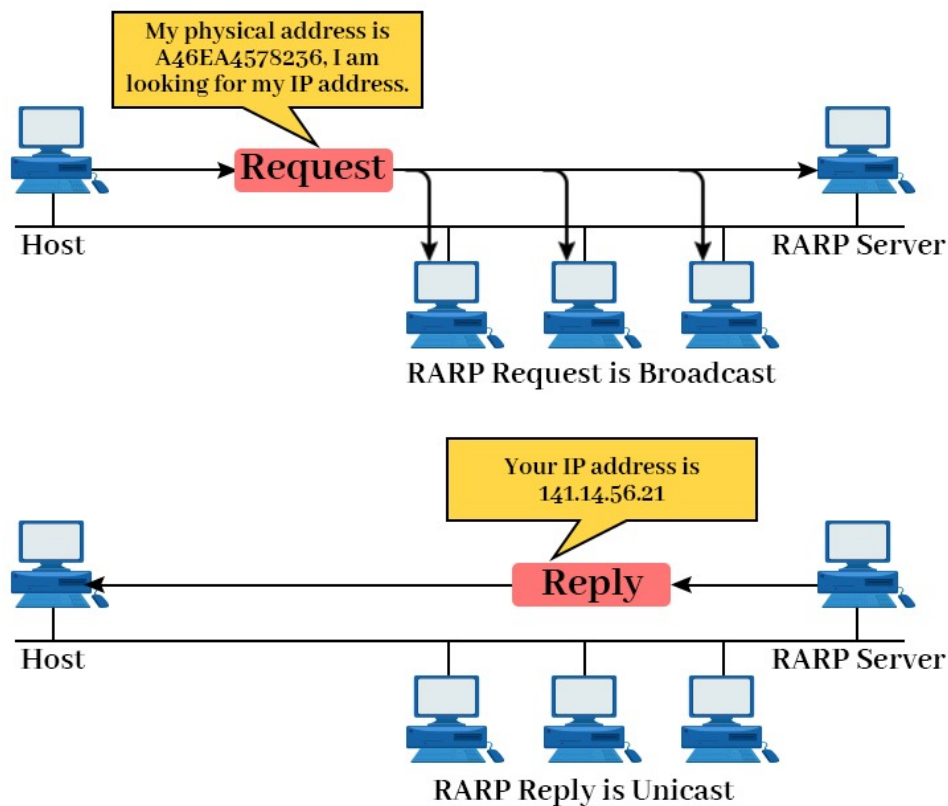 My physical address is
A46EA4578236, I am
looking for my IP address.
Request
Host
RARP Server
RARP Request is Broadcast
Your IP address is
141.14.56.21
Reply
Host
RARP Server
RARP Reply is Unicast